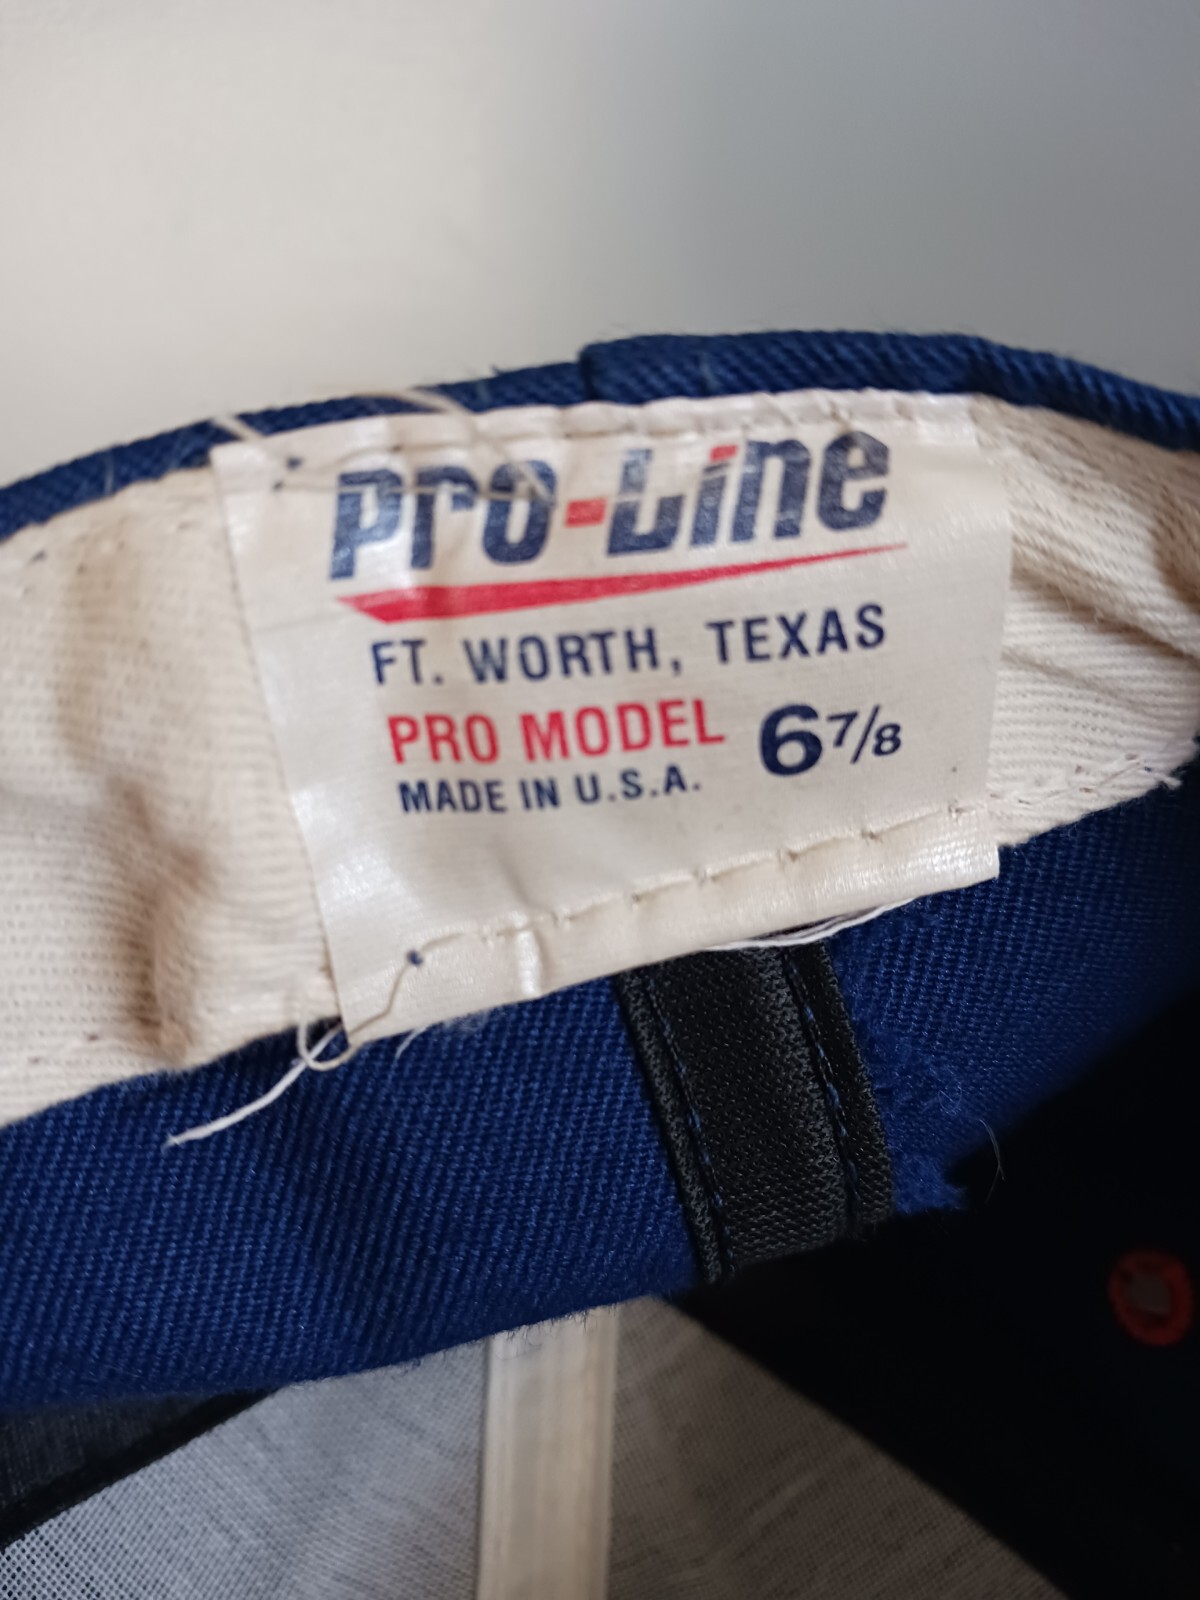 Pro-Line
FT. WORTH, TEXAS
PRO MODEL 6 7/8
MADE IN U.S.A.